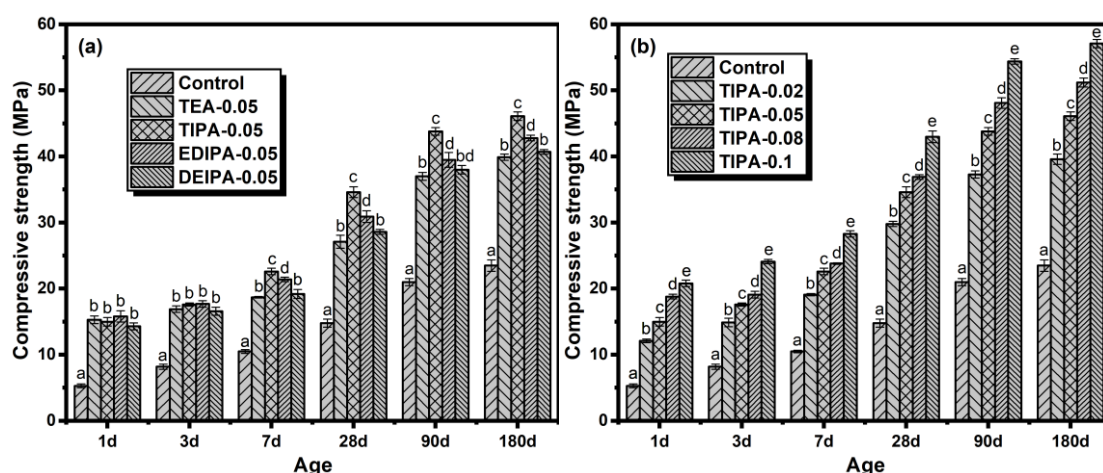 (a)
Compressive strength (MPa)
60
50
40
30
20
10
0
Control
TEA-0.05
TIPA-0.05
EDIPA-0.05
DEIPA-0.05
a b b b b
a b b b b
a b c d b
a b c d b
a b c d bd
a b c d b
1d 3d 7d 28d 90d 180d
Age
(b)
Compressive strength (MPa)
60
50
40
30
20
10
0
Control
TIPA-0.02
TIPA-0.05
TIPA-0.08
TIPA-0.1
a b c d e
a b c d e
a b c d e
a b c d e
a b c d e
a b c d e
1d 3d 7d 28d 90d 180d
Age